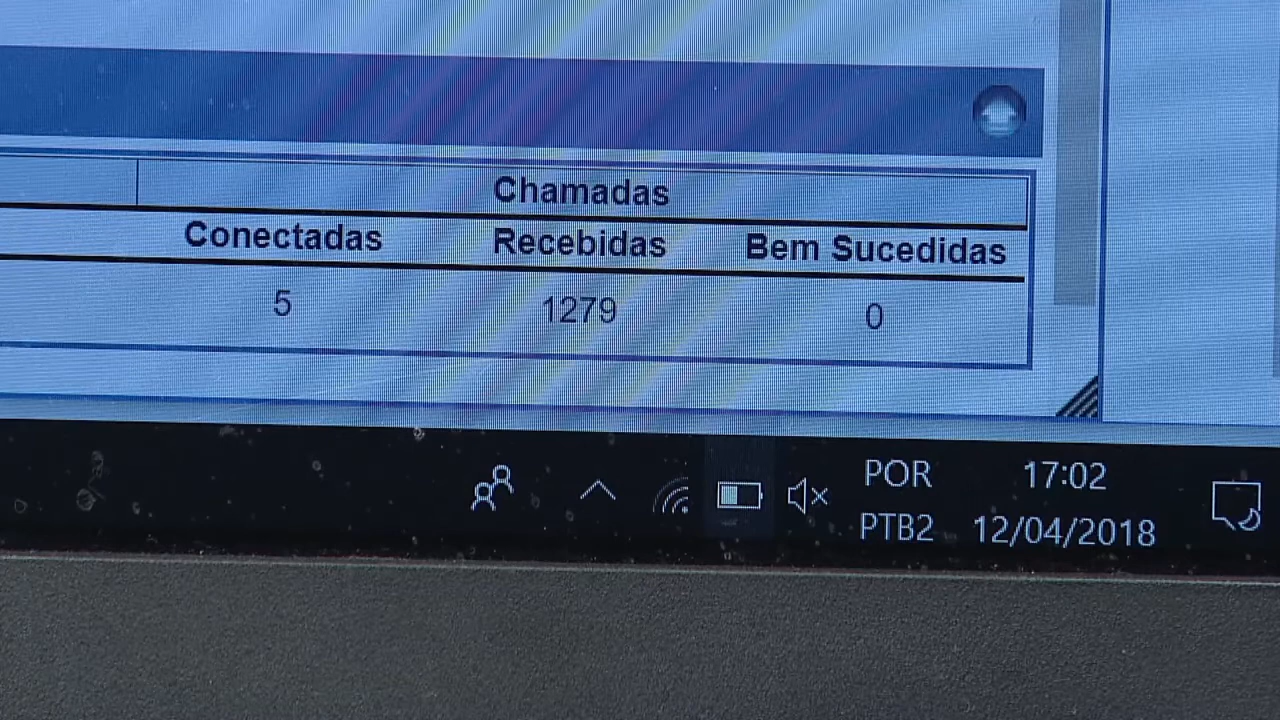 Chamadas
Conectadas Recebidas Bem Sucedidas
5 1279 0
POR 17:02
PTB2 12/04/2018